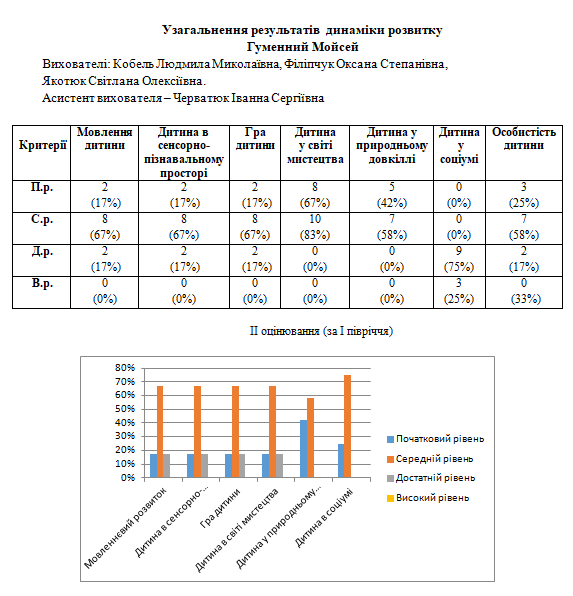 Узагальнення результатів динаміки розвитку
Гуменний Мойсей
Вихователі: Кобель Людмила Миколаївна, Філіпчук Оксана Степанівна,
Якотюк Світлана Олексіївна.
Асистент вихователя – Черватюк Іванна Сергіївна
Критерії | Мовлення дитини | Дитина в сенсорно-пізнавальному просторі | Гра дитини | Дитина у світі мистецтва | Дитина у природньому довкіллі | Дитина у соціумі | Особистість дитини
П.р. | 2 (17%) | 2 (17%) | 2 (17%) | 8 (67%) | 5 (42%) | 0 (0%) | 3 (25%)
С.р. | 8 (67%) | 8 (67%) | 8 (67%) | 10 (83%) | 7 (58%) | 0 (0%) | 7 (58%)
Д.р. | 2 (17%) | 2 (17%) | 2 (17%) | 0 (0%) | 0 (0%) | 9 (75%) | 2 (17%)
В.р. | 0 (0%) | 0 (0%) | 0 (0%) | 0 (0%) | 0 (0%) | 3 (25%) | 0 (33%)
ІІ оцінювання (за І півріччя)
80%
70%
60%
50%
40%
30%
20%
10%
0%
Початковий рівень
Середній рівень
Достатній рівень
Високий рівень
Мовленнєвий розвиток
Дитина в сенсорно-...
Гра дитини
Дитина в світі мистецтва
Дитина у природньому...
Дитина в соціумі